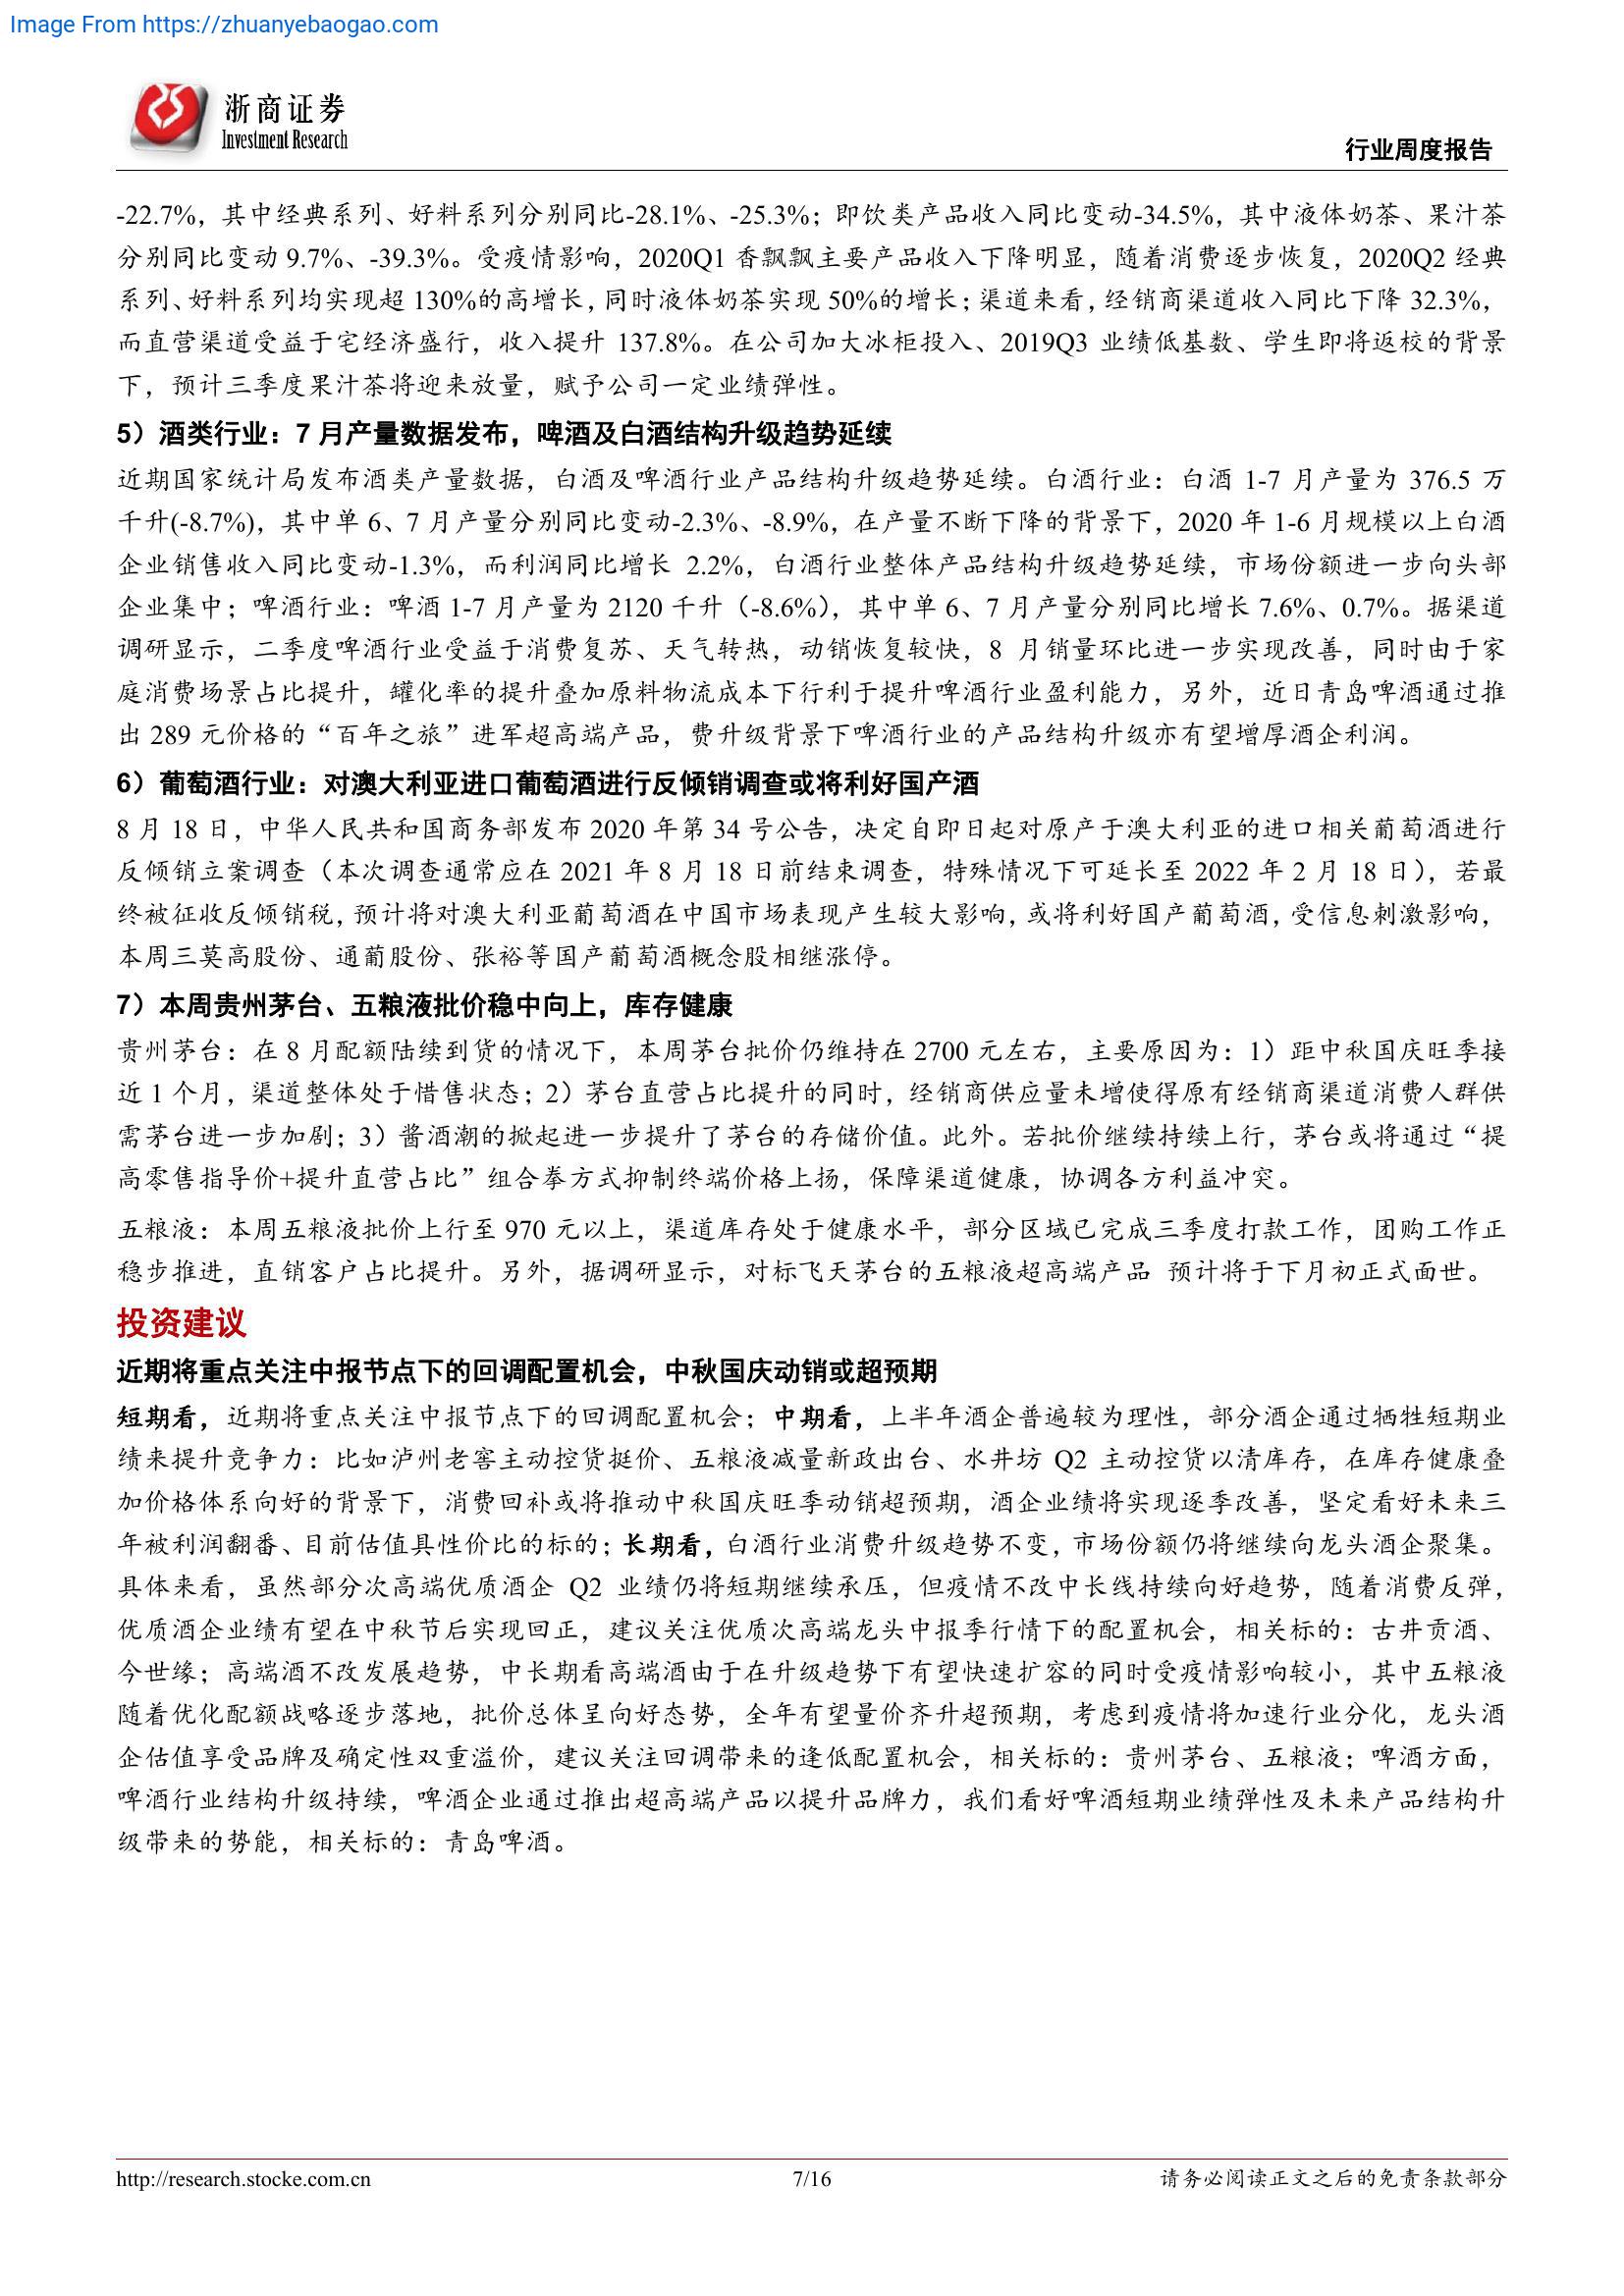 Image From https://zhuanyebaogao.com
浙商证券
Investment Research
行业周度报告
-22.7%，其中经典系列、好料系列分别同比-28.1%、-25.3%；即饮类产品收入同比变动-34.5%，其中液体奶茶、果汁茶
分别同比变动 9.7%、-39.3%。受疫情影响，2020Q1 香飘飘主要产品收入下降明显，随着消费逐步恢复，2020Q2 经典
系列、好料系列均实现超 130%的高增长，同时液体奶茶实现 50%的增长；渠道来看，经销商渠道收入同比下降 32.3%，
而直营渠道受益于宅经济盛行，收入提升 137.8%。在公司加大冰柜投入、2019Q3 业绩低基数、学生即将返校的背景
下，预计三季度果汁茶将迎来放量，赋予公司一定业绩弹性。
5）酒类行业：7 月产量数据发布，啤酒及白酒结构升级趋势延续
近期国家统计局发布酒类产量数据，白酒及啤酒行业产品结构升级趋势延续。白酒行业：白酒 1-7 月产量为 376.5 万
千升(-8.7%)，其中单 6、7 月产量分别同比变动-2.3%、-8.9%，在产量不断下降的背景下，2020 年 1-6 月规模以上白酒
企业销售收入同比变动-1.3%，而利润同比增长 2.2%，白酒行业整体产品结构升级趋势延续，市场份额进一步向头部
企业集中；啤酒行业：啤酒 1-7 月产量为 2120 千升（-8.6%），其中单 6、7 月产量分别同比增长 7.6%、0.7%。据渠道
调研显示，二季度啤酒行业受益于消费复苏、天气转热，动销恢复较快，8 月销量环比进一步实现改善，同时由于家
庭消费场景占比提升，罐化率的提升叠加原料物流成本下行利于提升啤酒行业盈利能力，另外，近日青岛啤酒通过推
出 289 元价格的“百年之旅”进军超高端产品，费升级背景下啤酒行业的产品结构升级亦有望增厚酒企利润。
6）葡萄酒行业：对澳大利亚进口葡萄酒进行反倾销调查或将利好国产酒
8 月 18 日，中华人民共和国商务部发布 2020 年第 34 号公告，决定自即日起对原产于澳大利亚的进口相关葡萄酒进行
反倾销立案调查（本次调查通常应在 2021 年 8 月 18 日前结束调查，特殊情况下可延长至 2022 年 2 月 18 日），若最
终被征收反倾销税，预计将对澳大利亚葡萄酒在中国市场表现产生较大影响，或将利好国产葡萄酒，受信息刺激影响，
本周三莫高股份、通葡股份、张裕等国产葡萄酒概念股相继涨停。
7）本周贵州茅台、五粮液批价稳中向上，库存健康
贵州茅台：在 8 月配额陆续到货的情况下，本周茅台批价仍维持在 2700 元左右，主要原因为：1）距中秋国庆旺季接
近 1 个月，渠道整体处于惜售状态；2）茅台直营占比提升的同时，经销商供应量未增使得原有经销商渠道消费人群供
需茅台进一步加剧；3）酱酒潮的掀起进一步提升了茅台的存储价值。此外。若批价继续持续上行，茅台或将通过“提
高零售指导价+提升直营占比”组合拳方式抑制终端价格上扬，保障渠道健康，协调各方利益冲突。
五粮液：本周五粮液批价上行至 970 元以上，渠道库存处于健康水平，部分区域已完成三季度打款工作，团购工作正
稳步推进，直销客户占比提升。另外，据调研显示，对标飞天茅台的五粮液超高端产品 预计将于下月初正式面世。
投资建议
近期将重点关注中报节点下的回调配置机会，中秋国庆动销或超预期
短期看，近期将重点关注中报节点下的回调配置机会；中期看，上半年酒企普遍较为理性，部分酒企通过牺牲短期业
绩来提升竞争力：比如泸州老窖主动控货挺价、五粮液减量新政出台、水井坊 Q2 主动控货以清库存，在库存健康叠
加价格体系向好的背景下，消费回补或将推动中秋国庆旺季动销超预期，酒企业绩将实现逐季改善，坚定看好未来三
年被利润翻番、目前估值具性价比的标的；长期看，白酒行业消费升级趋势不变，市场份额仍将继续向龙头酒企聚集。
具体来看，虽然部分次高端优质酒企 Q2 业绩仍将短期继续承压，但疫情不改中长线持续向好趋势，随着消费反弹，
优质酒企业绩有望在中秋节后实现回正，建议关注优质次高端龙头中报季行情下的配置机会，相关标的：古井贡酒、
今世缘；高端酒不改发展趋势，中长期看高端酒由于在升级趋势下有望快速扩容的同时受疫情影响较小，其中五粮液
随着优化配额战略逐步落地，批价总体呈向好态势，全年有望量价齐升超预期，考虑到疫情将加速行业分化，龙头酒
企估值享受品牌及确定性双重溢价，建议关注回调带来的逢低配置机会，相关标的：贵州茅台、五粮液；啤酒方面，
啤酒行业结构升级持续，啤酒企业通过推出超高端产品以提升品牌力，我们看好啤酒短期业绩弹性及未来产品结构升
级带来的势能，相关标的：青岛啤酒。
http://research.stocke.com.cn
7/16
请务必阅读正文之后的免责条款部分